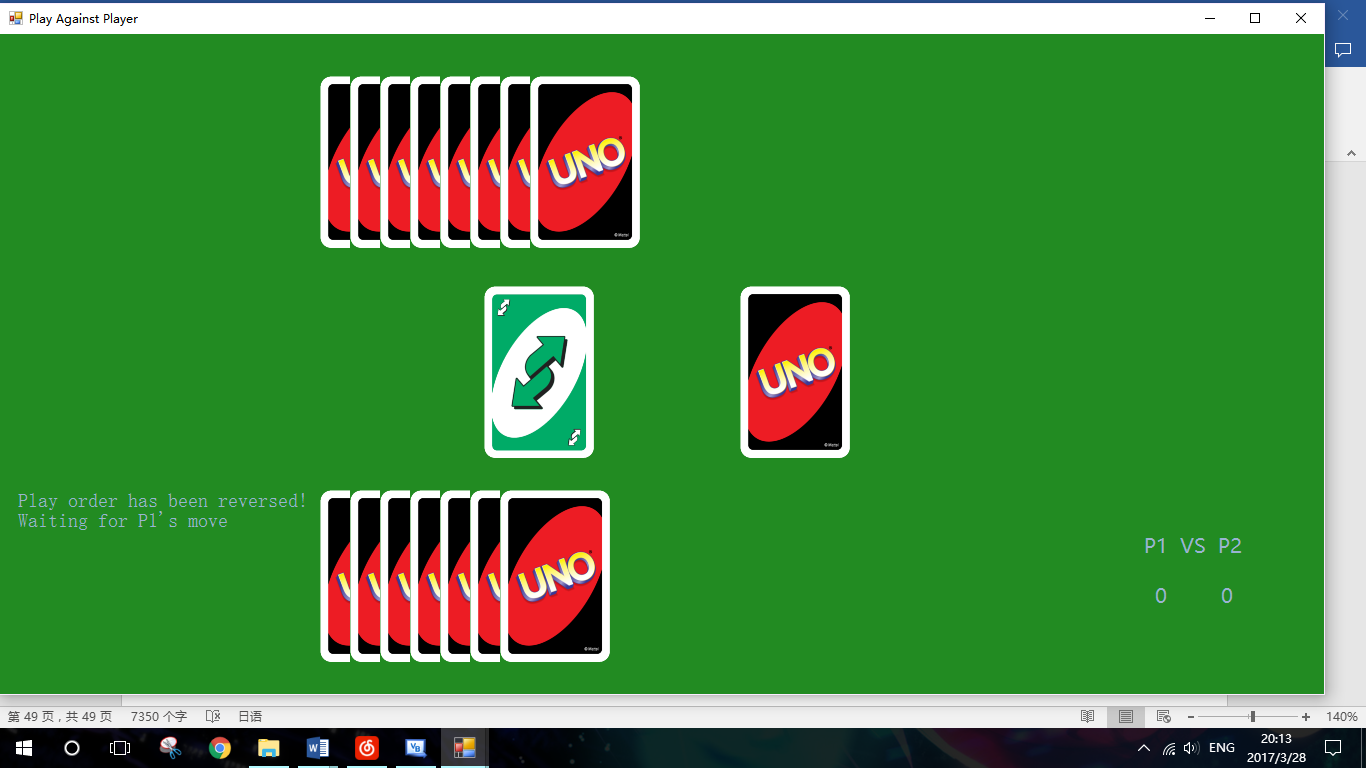 Play Against Player
UNO
UNO
UNO
Play order has been reversed!
Waiting for P1's move
UNO
P1 VS P2
0 0
第 49 页，共 49 页 7350 个字 日语 140%
ENG
20:13
2017/3/28